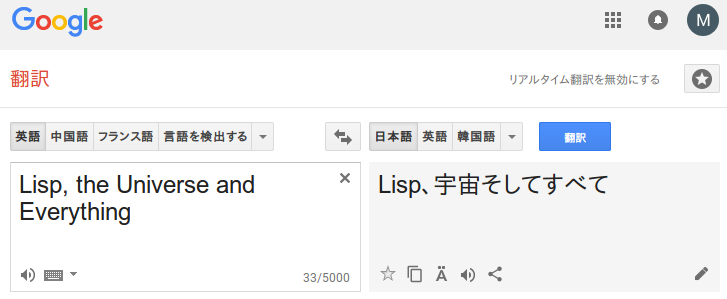 Google
M
翻訳
リアルタイム翻訳を無効にする
英語 中国語 フランス語 言語を検出する
日本語 英語 韓国語
翻訳
Lisp, the Universe and
Everything
33/5000
Lisp、宇宙そしてすべて
Ä